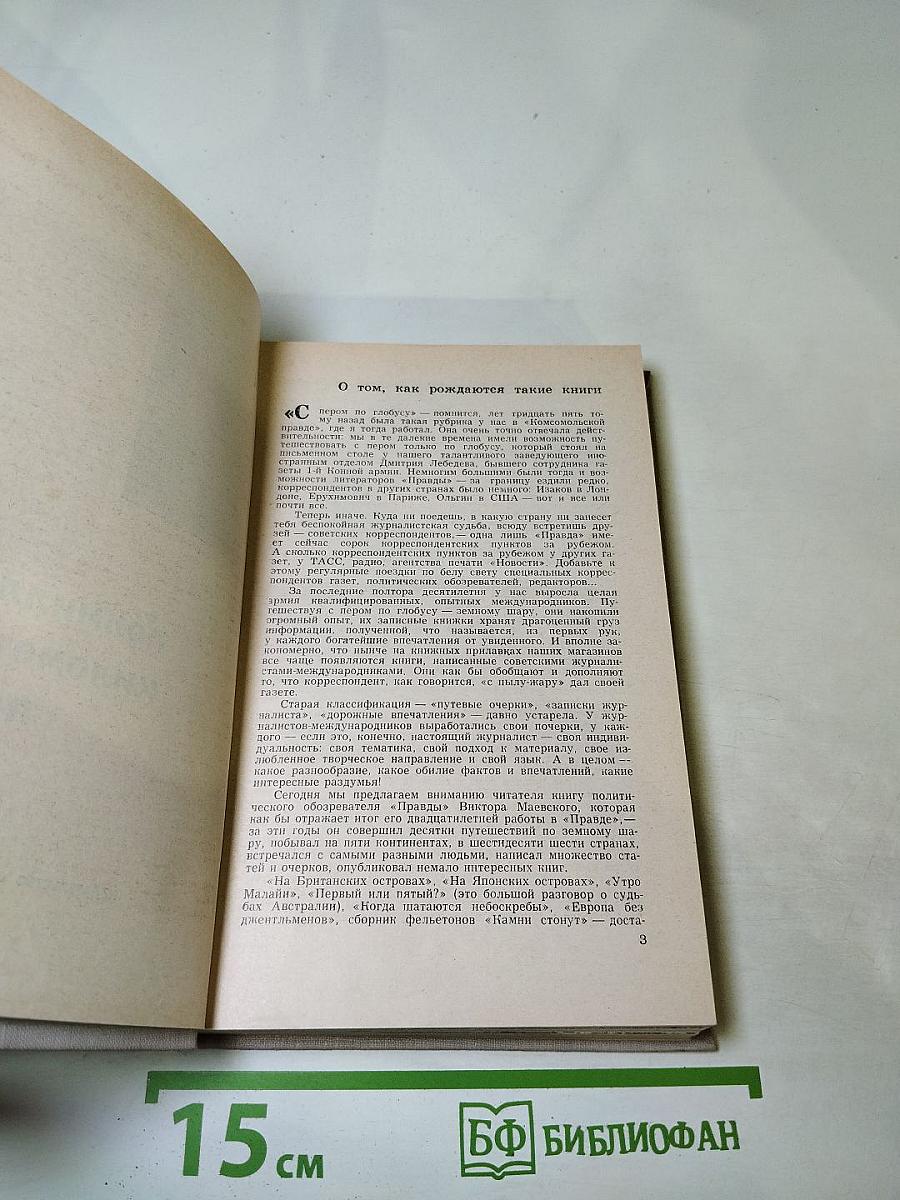 О том, как рождаются такие книги
«С пером по глобусу» — помнится, лет тридцать пять то-
му назад была такая рубрика у нас в «Комсомольской
правде», где я тогда работал. Она очень точно отвечала дейст-
вительности: мы в те далекие времена имели возможность пу-
тешествовать с пером только по глобусу, который стоял на
письменном столе у нашего талантливого заведующего ино-
странным отделом Дмитрия Лебедева, бывшего сотрудника га-
зеты 1-й Конной армии. Немногим большими были тогда и воз-
можности литераторов «Правды» — за границу ездили редко,
корреспондентов в других странах было немного: Изаков в Лон-
доне, Ерухимович в Париже, Ольгин в США — вот и все или
почти все.
Теперь иначе. Куда ни поедешь, в какую страну ни занесет
тебя беспокойная журналистская судьба, всюду встретишь дру-
зей — советских корреспондентов,— одна лишь «Правда» име-
ет сейчас сорок корреспондентских пунктов за рубежом.
А сколько корреспондентских пунктов за рубежом у других га-
зет, у ТАСС, радио, агентства печати «Новости». Добавьте к
этому регулярные поездки по белу свету специальных коррес-
пондентов газет, политических обозревателей, редакторов...
За последние полтора десятилетия у нас выросла целая
армия квалифицированных, опытных международников. Пу-
тешествуя с пером по глобусу — земному шару, они накопили
огромный опыт, их записные книжки хранят драгоценный груз
информации, полученной, что называется, из первых рук,
у каждого богатейшие впечатления от увиденного. И вполне за-
кономерно, что нынче на книжных прилавках наших магазинов
все чаще появляются книги, написанные советскими журнали-
стами-международниками. Они как бы обобщают и дополняют
то, что корреспондент, как говорится, «с пылу-жару» дал своей
газете.
Старая классификация — «путевые очерки», «записки жур-
налиста», «дорожные впечатления» — давно устарела. У жур-
налистов-международников выработались свои почерки, у каж-
дого — если это, конечно, настоящий журналист — своя индиви-
дуальность: своя тематика, свой подход к материалу, свое из-
любленное творческое направление и свой язык. А в целом —
какое разнообразие, какое обилие фактов и впечатлений, какие
интересные раздумья!
Сегодня мы предлагаем вниманию читателя книгу полити-
ческого обозревателя «Правды» Виктора Маевского, которая
как бы отражает итог его двадцатилетней работы в «Правде»,—
за эти годы он совершил десятки путешествий по земному ша-
ру, побывал на пяти континентах, в шестидесяти шести странах,
встречался с самыми разными людьми, написал множество ста-
тей и очерков, опубликовал немало интересных книг.
«На Британских островах», «На Японских островах», «Утро
Малайи», «Первый или пятый?» (это большой разговор о судь-
бах Австралии), «Когда шатаются небоскребы», «Европа без
джентльменов», сборник фельетонов «Камни стонут» — доста-
3
15 см
БФ БИБЛИОФАН